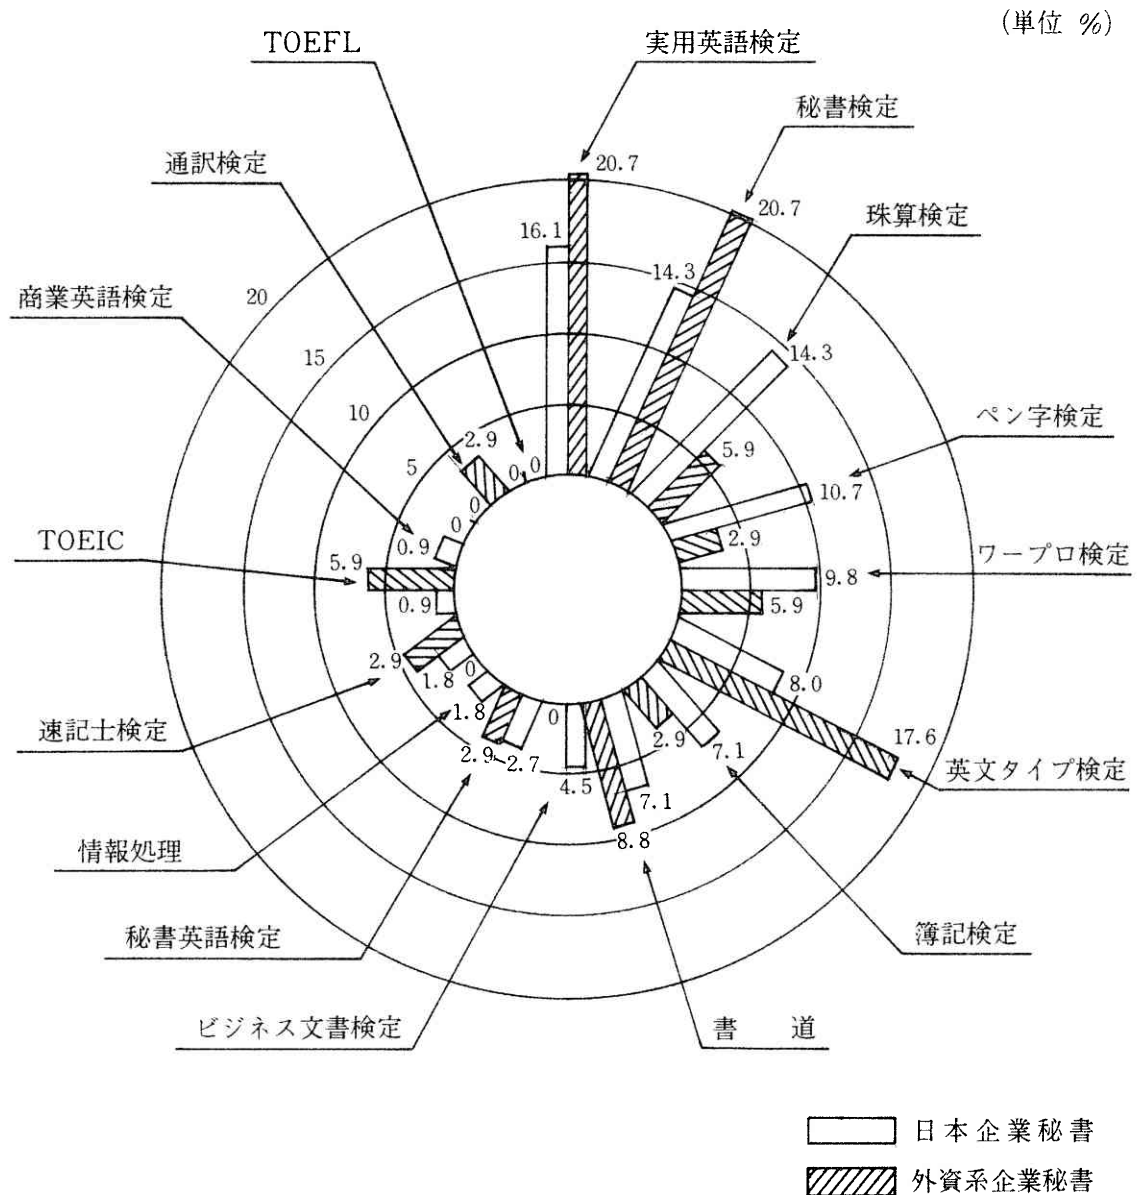 (単位 %)
TOEFL
実用英語検定
秘書検定
通訳検定
20.7
20.7
珠算検定
16.1
14.3
商業英語検定
20
15
14.3
10
ペン字検定
2.9
5.9
5
0
0
10.7
0
TOEIC
0
0.9
2.9
ワープロ検定
5.9
9.8
0.9
5.9
2.9
1.8
0
8.0
速記士検定
1.8
0
2.9
7.1
17.6
英文タイプ検定
2.9
2.7
4.5
7.1
8.8
情報処理
秘書英語検定
簿記検定
ビジネス文書検定
書 道
日本企業秘書
外資系企業秘書